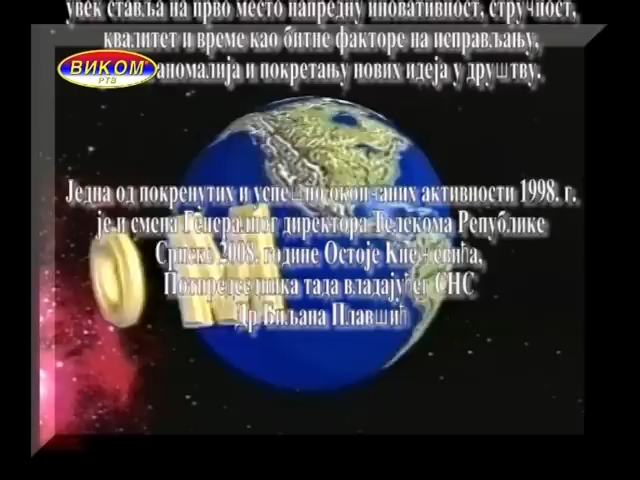 увек ставља на прво место напредну иновативност, стручност,
квалитет и време као битне факторе на исправљању,
аномалија и покретању нових идеја у друштву.
ВИКОМ
РТВ
Једна од покренутих и успешно окончаних активности 1998. г.
је и смена Генералног директора Телекома Републике
Српске 2008. године Остоје
Потпредседника тада владајућег СНС
Др Биљана Плавшић